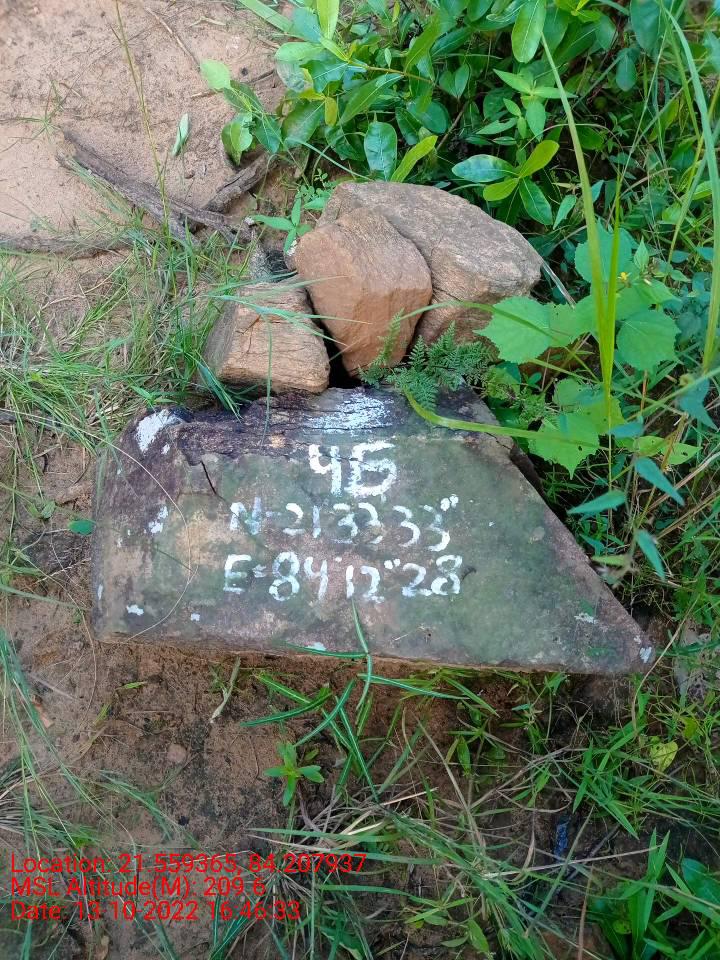 45
N-21 33 33"
E=84°12"28
Location: 21.559365, 84.207937
MSL Altitude(M): 209.6
Date: 13-10-2022 16:46:33